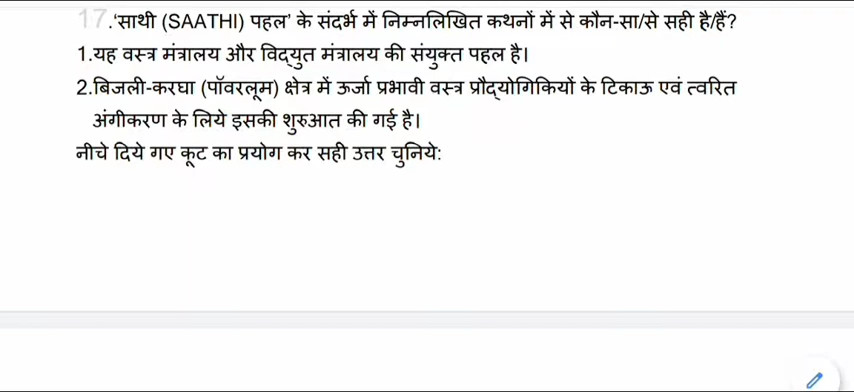 17.'साथी (SAATHI) पहल' के संदर्भ में निम्नलिखित कथनों में से कौन-सा/से सही है/हैं?
1.यह वस्त्र मंत्रालय और विद्युत मंत्रालय की संयुक्त पहल है।
2.बिजली-करघा (पॉवरलूम) क्षेत्र में ऊर्जा प्रभावी वस्त्र प्रौद्योगिकियों के टिकाऊ एवं त्वरित
अंगीकरण के लिये इसकी शुरुआत की गई है।
नीचे दिये गए कूट का प्रयोग कर सही उत्तर चुनिये: